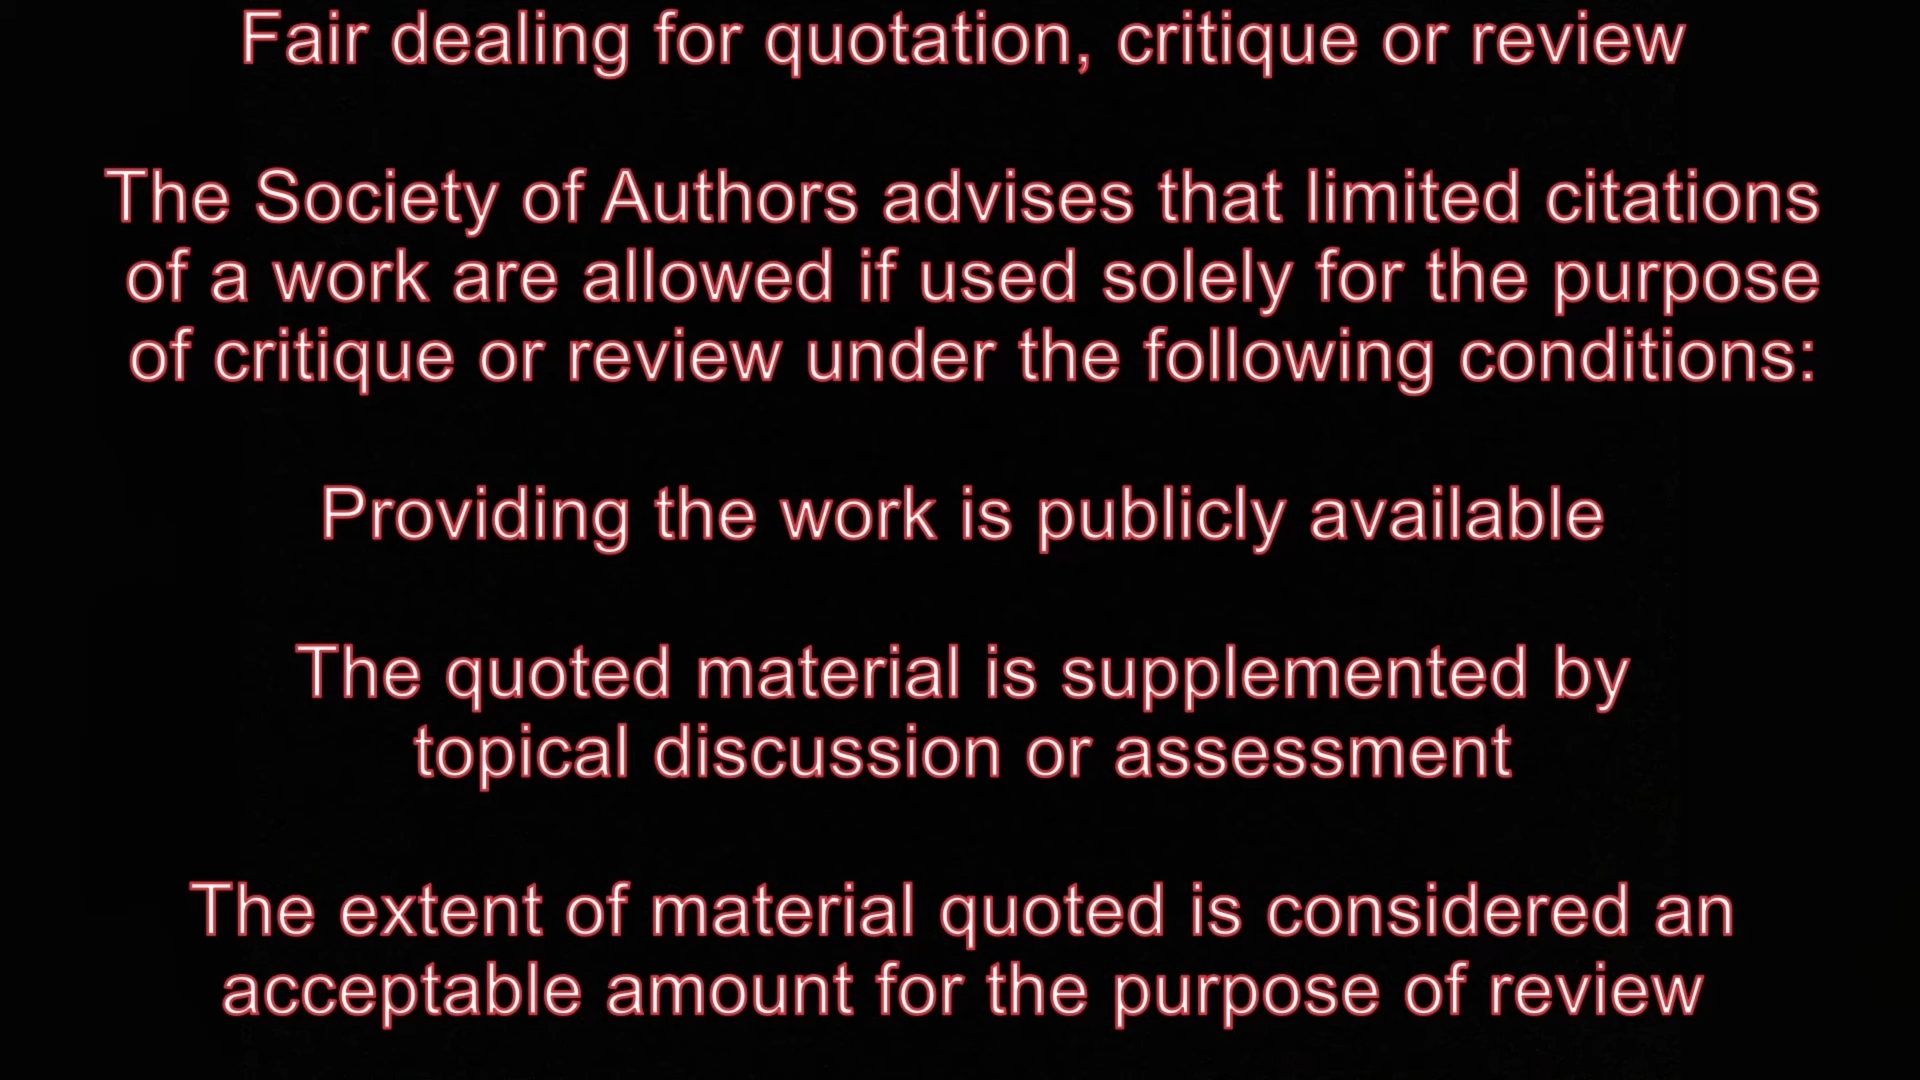 Fair dealing for quotation, critique or review
The Society of Authors advises that limited citations
of a work are allowed if used solely for the purpose
of critique or review under the following conditions:
Providing the work is publicly available
The quoted material is supplemented by
topical discussion or assessment
The extent of material quoted is considered an
acceptable amount for the purpose of review